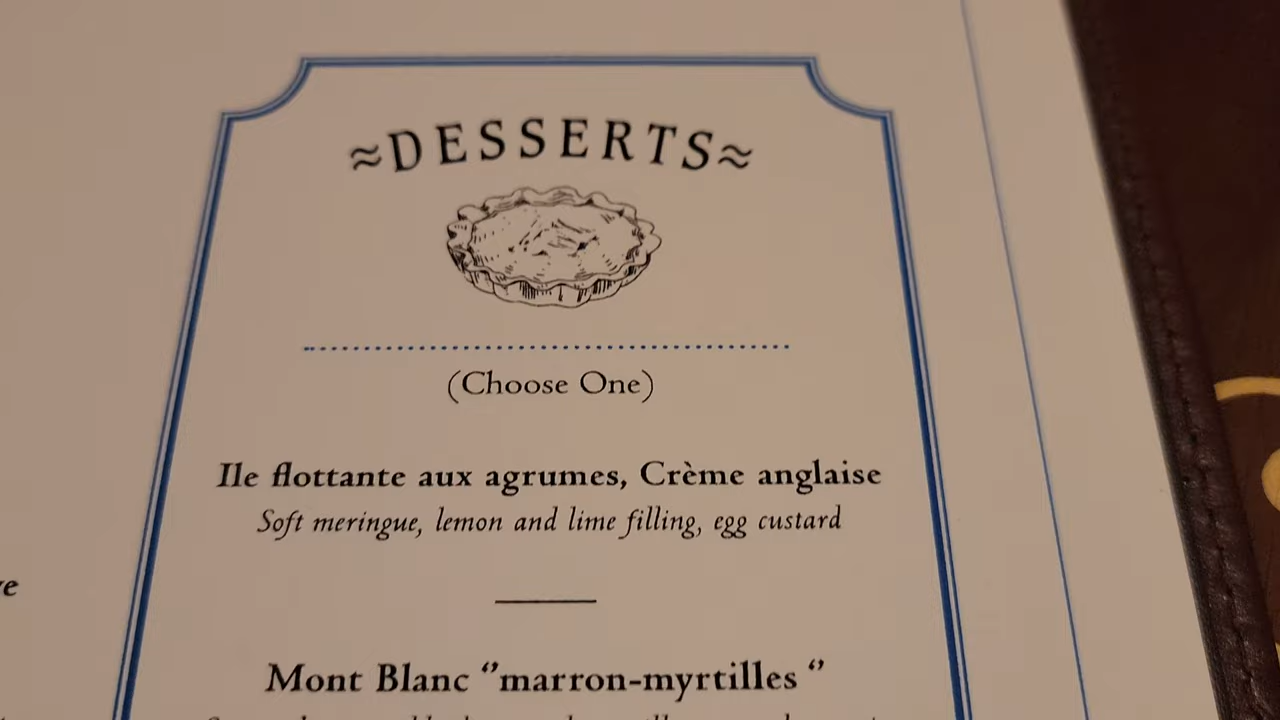 ≈DESSERTS≈
(Choose One)
Ile flottante aux agrumes, Crème anglaise
Soft meringue, lemon and lime filling, egg custard
Mont Blanc “marron-myrtilles “